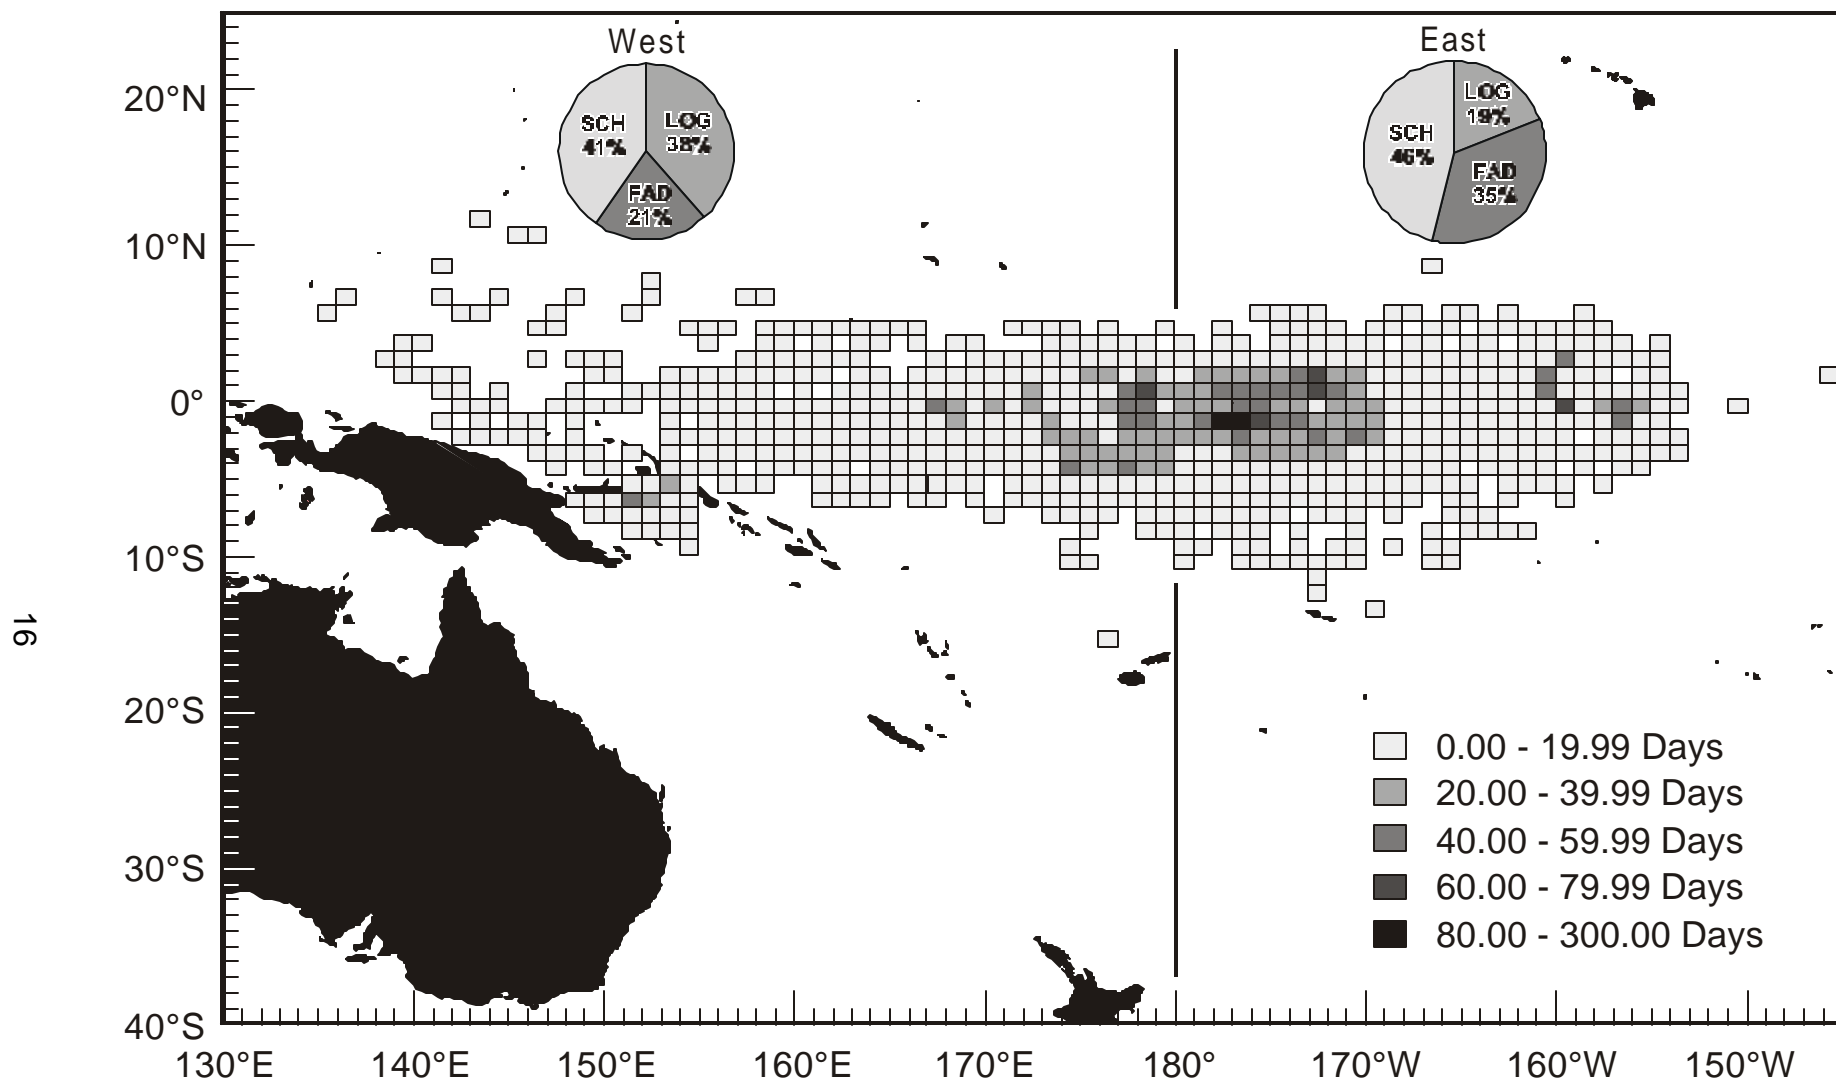 West
East
SCH
41%
LOG
38%
FAD
21%
LOG
19%
SCH
46%
FAD
35%
20°N
10°N
0°
10°S
20°S
30°S
40°S
0.00 - 19.99 Days
20.00 - 39.99 Days
40.00 - 59.99 Days
60.00 - 79.99 Days
80.00 - 300.00 Days
130°E 140°E 150°E 160°E 170°E 180° 170°W 160°W 150°W
16